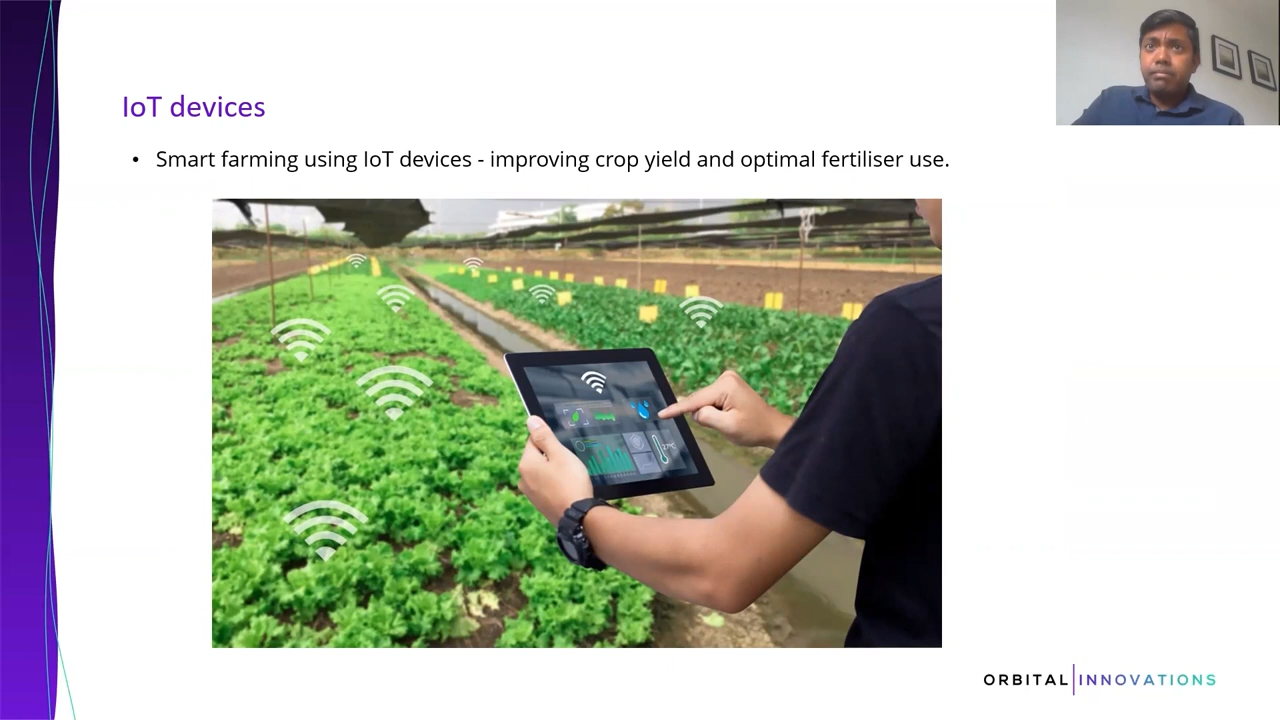 IoT devices
• Smart farming using IoT devices - improving crop yield and optimal fertiliser use.
ORBITAL|INNOVATIONS